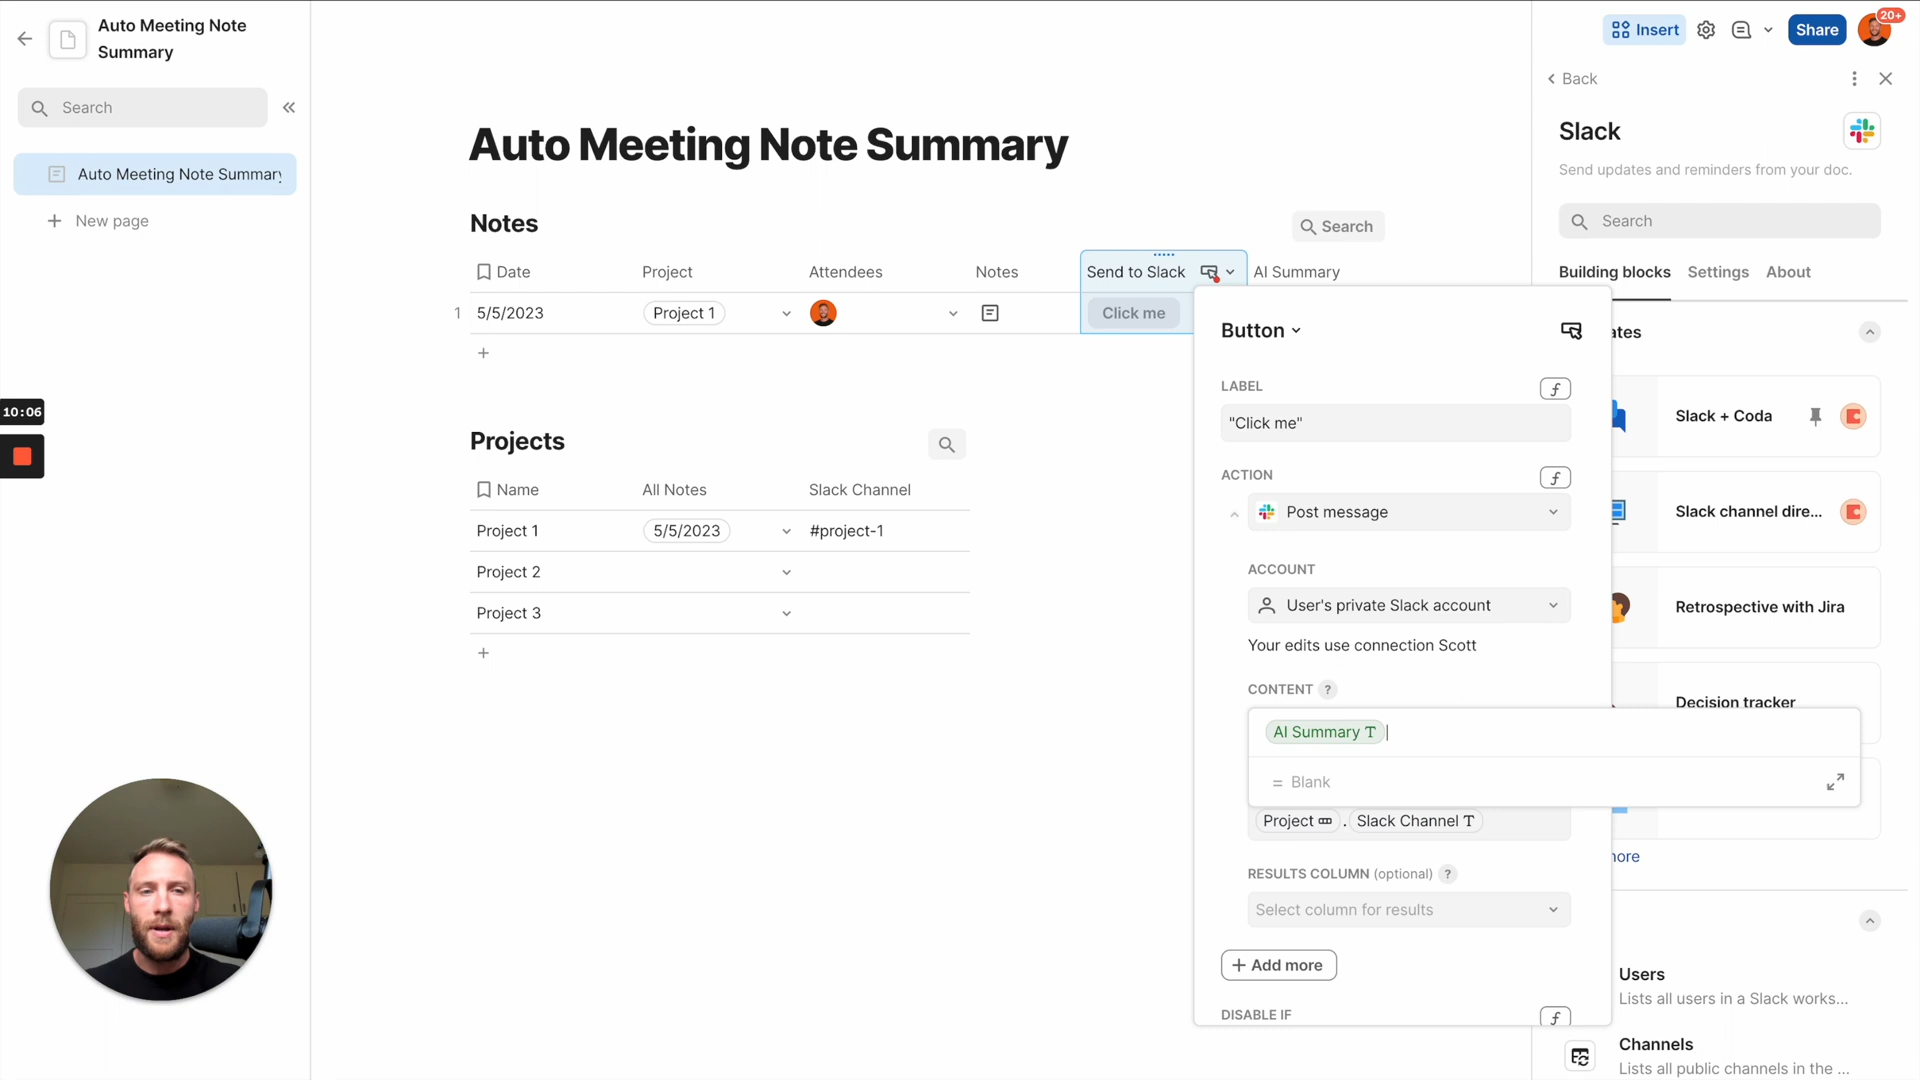 Auto Meeting Note
Summary
Search
Auto Meeting Note Summary
New page
10:06
Auto Meeting Note Summary
Notes
Search
Date
Project
Attendees
Notes
Send to Slack
AI Summary
1
5/5/2023
Project 1
Click me
Projects
Name
All Notes
Slack Channel
Project 1
5/5/2023
#project-1
Project 2
Project 3
Button
LABEL
"Click me"
ACTION
Post message
ACCOUNT
User's private Slack account
Your edits use connection Scott
CONTENT ?
AI Summary
= Blank
Project . Slack Channel
RESULTS COLUMN (optional) ?
Select column for results
+ Add more
DISABLE IF
Insert
Share
20+
Back
Slack
Send updates and reminders from your doc.
Search
Building blocks
Settings
About
ates
Slack + Coda
Slack channel dire...
Retrospective with Jira
Decision tracker
ore
Users
Lists all users in a Slack works...
Channels
Lists all public channels in the ...